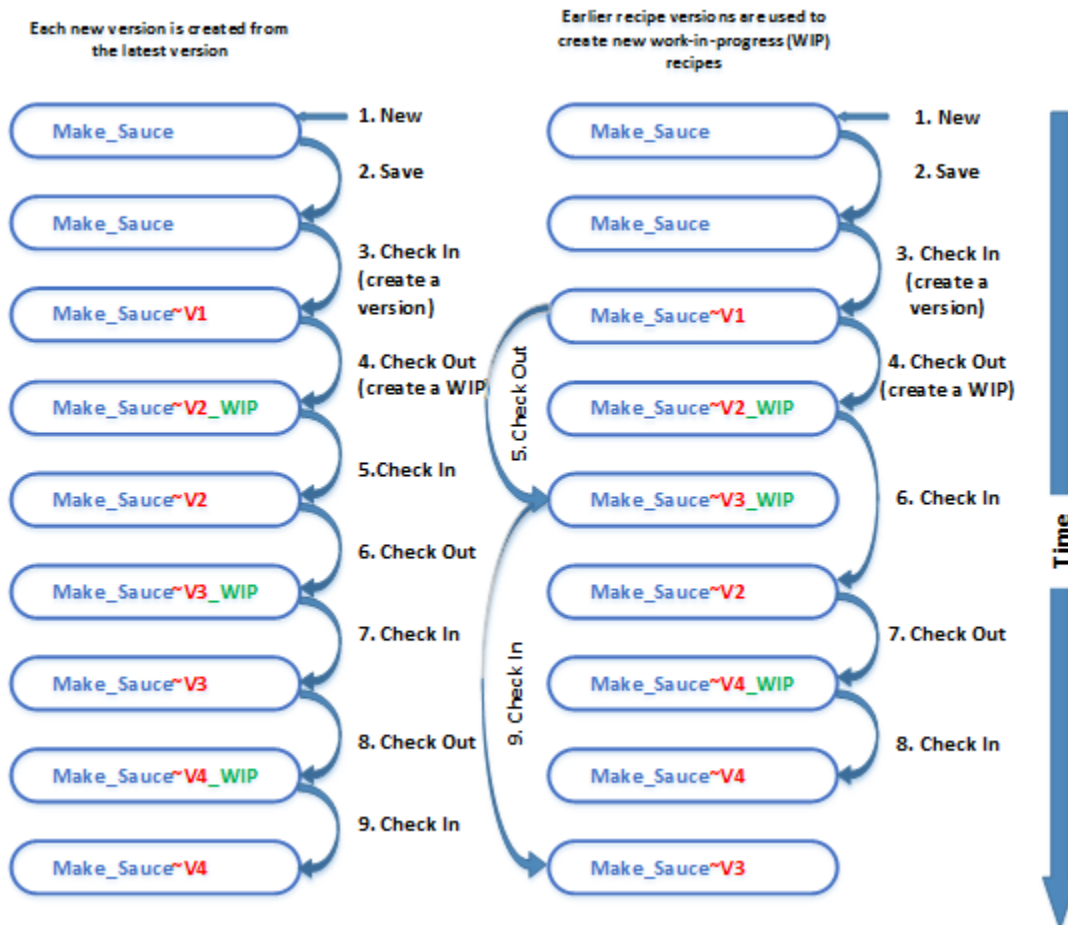 Each new version is created from
the latest version
Make_Sauce
1. New
2. Save
Make_Sauce
3. Check In
(create a
version)
Make_Sauce~V1
4. Check Out
(create a WIP)
Make_Sauce~V2_WIP
5.Check In
Make_Sauce~V2
6. Check Out
Make_Sauce~V3_WIP
7. Check In
Make_Sauce~V3
8. Check Out
Make_Sauce~V4_WIP
9. Check In
Make_Sauce~V4
Earlier recipe versions are used to
create new work-in-progress (WIP)
recipes
Make_Sauce
1. New
2. Save
Make_Sauce
3. Check In
(create a
version)
Make_Sauce~V1
4. Check Out
(create a WIP)
Make_Sauce~V2_WIP
5. Check Out
Make_Sauce~V3_WIP
6. Check In
Make_Sauce~V2
7. Check Out
Make_Sauce~V4_WIP
8. Check In
Make_Sauce~V4
9. Check In
Make_Sauce~V3
Time